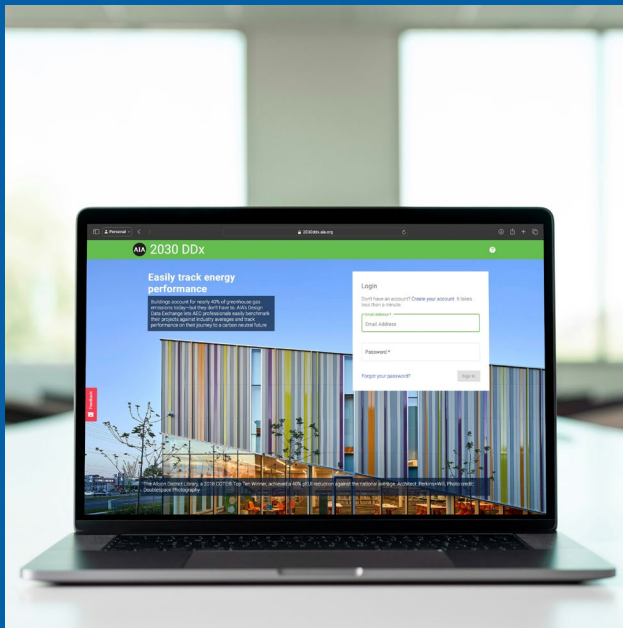 Personal
2030ddx.aia.org
AIA 2030 DDx
Easily track energy
performance
Buildings account for nearly 40% of greenhouse gas
emissions today—but they don't have to. AIA's Design
Data Exchange lets AEC professionals easily benchmark
their projects against industry averages and track
performance on their journey to a carbon neutral future.
Login
Don't have an account? Create your account. It takes
less than a minute.
Email Address *
Email Address
Password *
Forgot your password?
Sign In
Feedback
The Albion District Library, a 2018 COTE® Top Ten Winner, achieved a 40% pEUI reduction against the national average. Architect: Perkins+Will, Photo credit:
Doublespace Photography